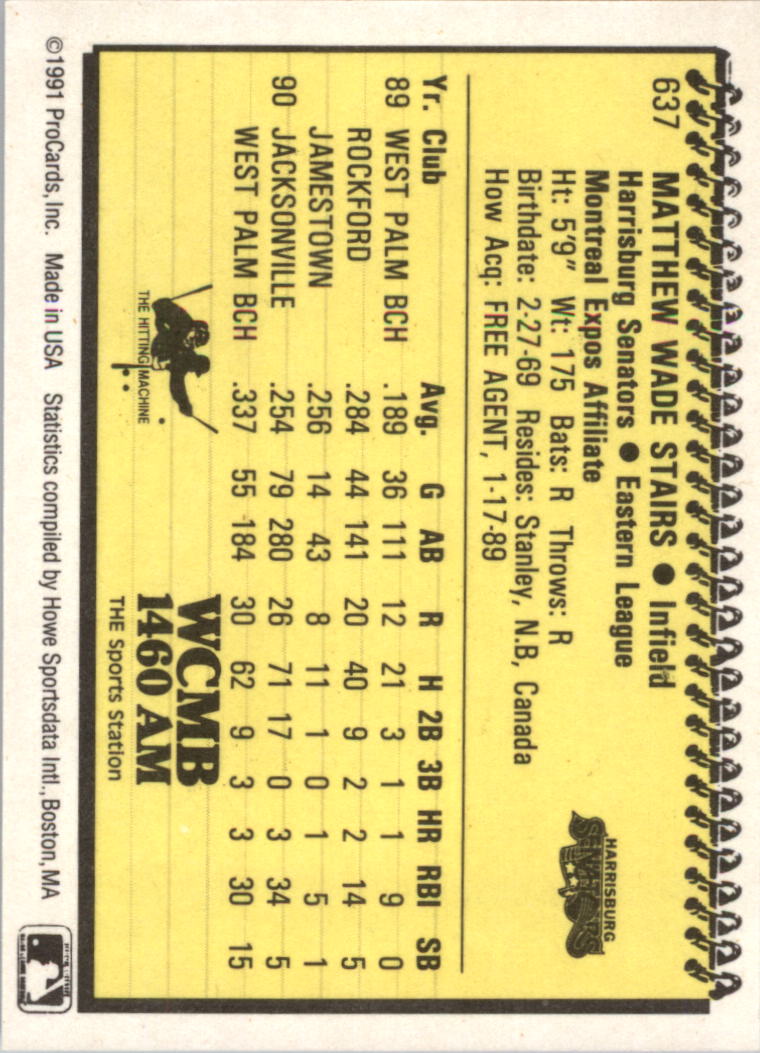 637 MATTHEW WADE STAIRS ● Infield
Harrisburg Senators ● Eastern League
Montreal Expos Affiliate
Ht: 5'9" Wt: 175 Bats: R Throws: R
Birthdate: 2-27-69 Resides: Stanley, N.B, Canada
How Acq: FREE AGENT, 1-17-89
HARRISBURG
SENATORS
Yr. Club Avg. G AB R H 2B 3B HR RBI SB
89 WEST PALM BCH .189 36 111 12 21 3 1 1 9 0
ROCKFORD .284 44 141 20 40 9 2 2 14 5
JAMESTOWN .256 14 43 8 11 1 0 1 5 1
90 JACKSONVILLE .254 79 280 26 71 17 0 3 34 5
WEST PALM BCH .337 55 184 30 62 9 3 3 30 15
THE HITTING MACHINE
WCMB
1460 AM
THE Sports Station
©1991 ProCards, Inc. Made in USA Statistics compiled by Howe Sportsdata Intl., Boston, MA